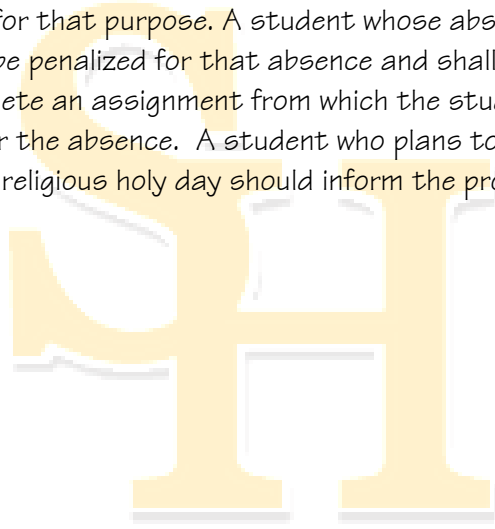 for that purpose. A student whose abs
be penalized for that absence and shall
ete an assignment from which the stu
r the absence. A student who plans to
religious holy day should inform the pro
SH